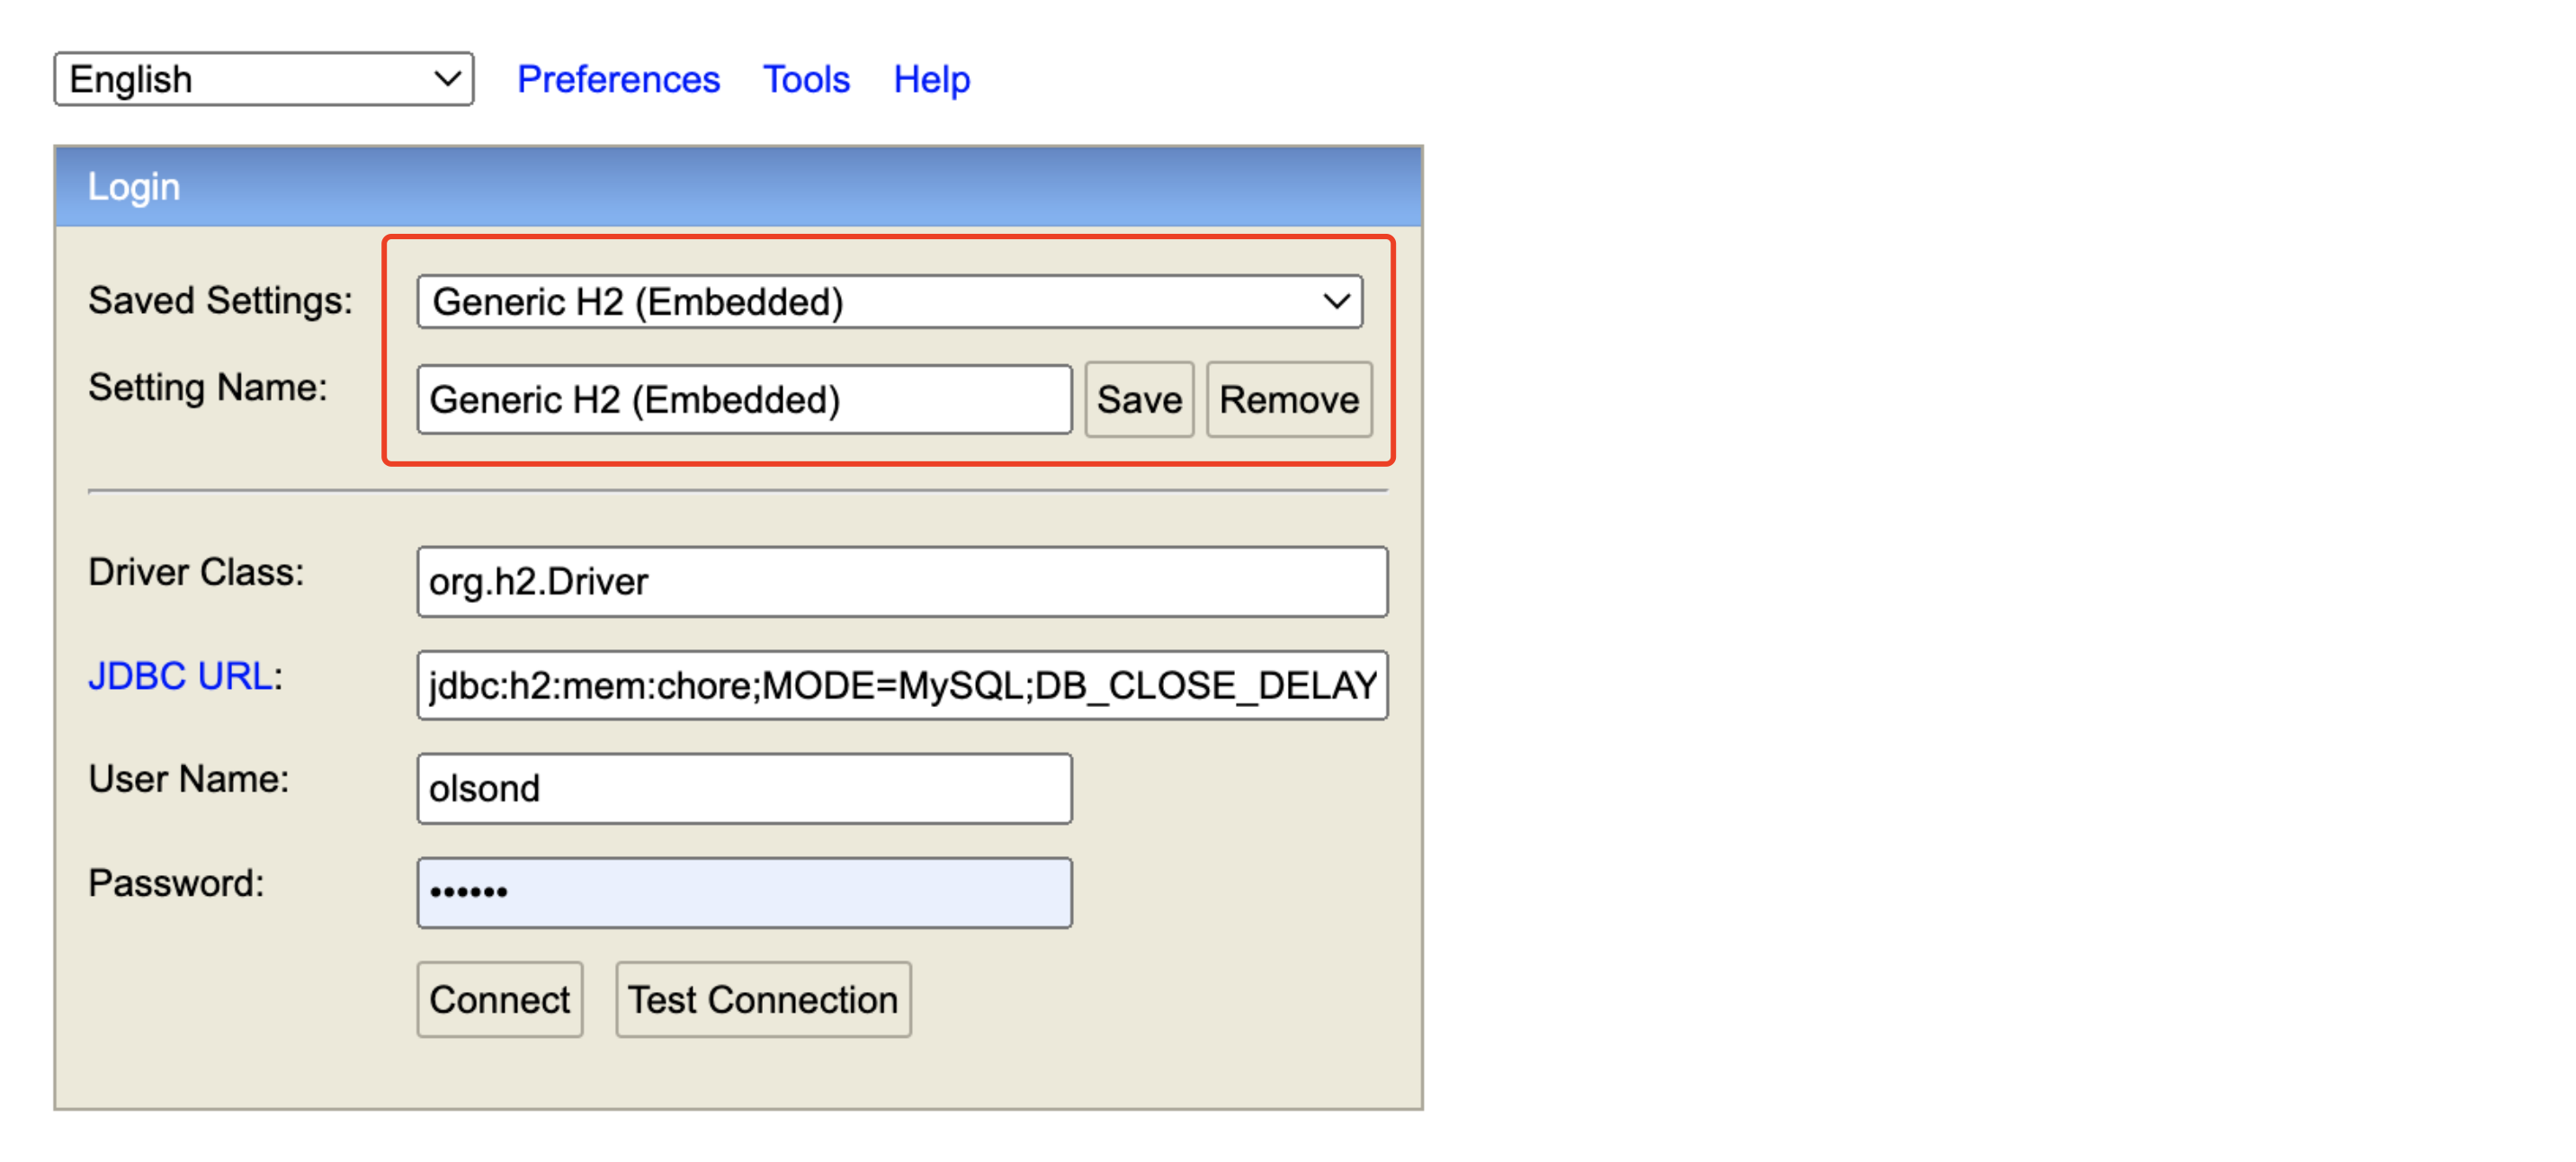 English Preferences Tools Help
Login
Saved Settings: Generic H2 (Embedded)
Setting Name: Generic H2 (Embedded) Save Remove
Driver Class: org.h2.Driver
JDBC URL: jdbc:h2:mem:chore;MODE=MySQL;DB_CLOSE_DELAY
User Name: olsond
Password: ••••••
Connect Test Connection